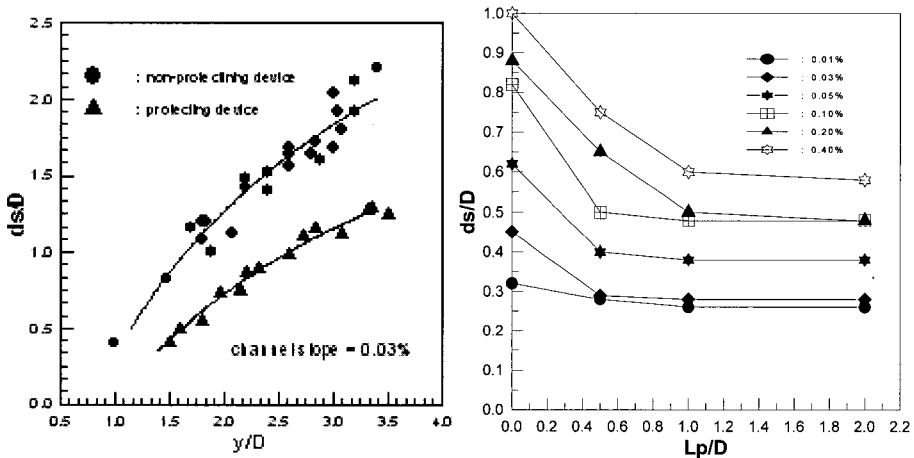 2.5
2.0
1.5
1.0
0.5
0.0
ds/D
: non-protectining device
: protecting device
channel slope = 0.03%
0.5 1.0 1.5 2.0 2.5 3.0 3.5 4.0
y/D
1.0
0.9
0.8
0.7
0.6
0.5
0.4
0.3
0.2
0.1
0.0
ds/D
: 0.01%
: 0.03%
: 0.05%
: 0.10%
: 0.20%
: 0.40%
0.0 0.2 0.4 0.6 0.8 1.0 1.2 1.4 1.6 1.8 2.0 2.2
Lp/D